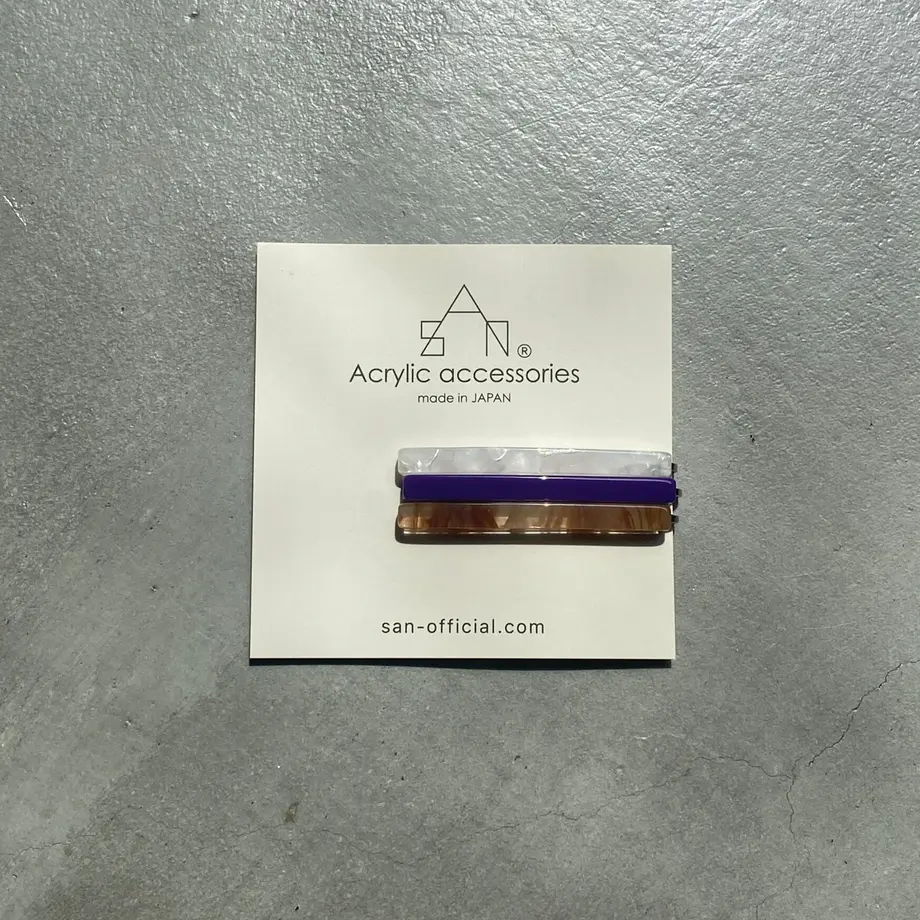 SAN®
Acrylic accessories
made in JAPAN
san-official.com